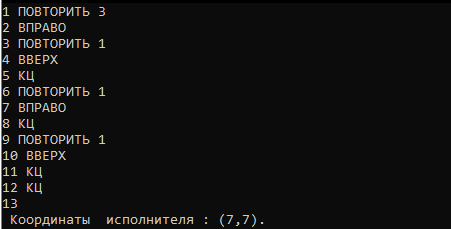 1 ПОВТОРИТЬ 3
2 ВПРАВО
3 ПОВТОРИТЬ 1
4 ВВЕРХ
5 КЦ
6 ПОВТОРИТЬ 1
7 ВПРАВО
8 КЦ
9 ПОВТОРИТЬ 1
10 ВВЕРХ
11 КЦ
12 КЦ
13
Координаты  исполнителя : (7,7).